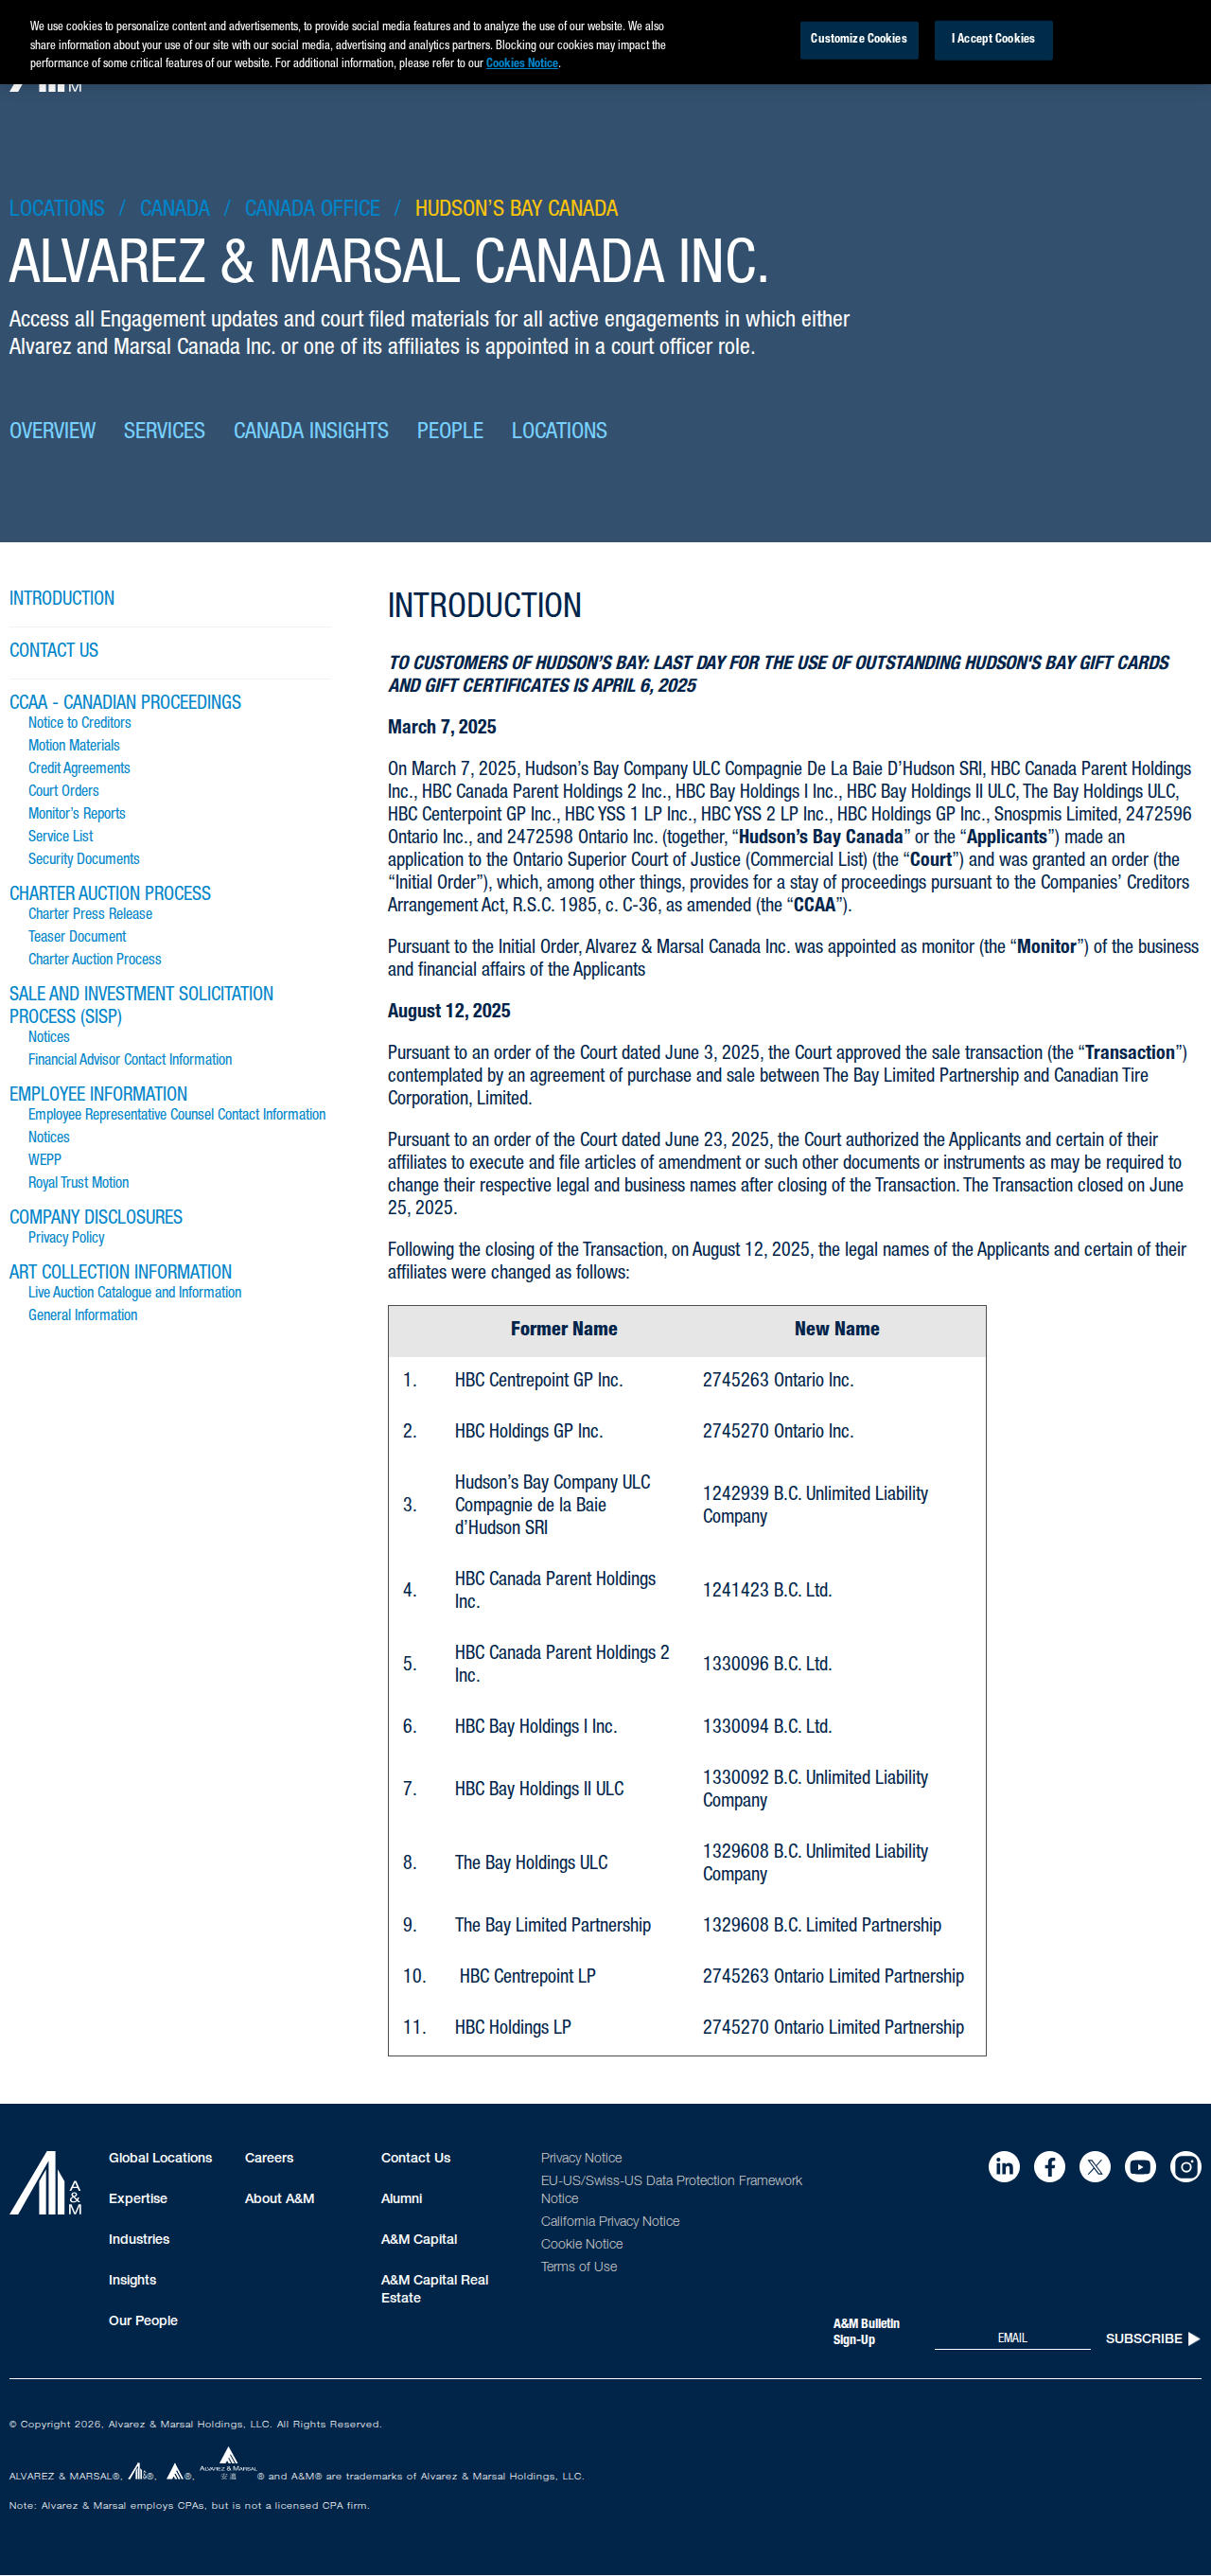 We use cookies to personalize content and advertisements, to provide social media features and to analyze the use of our website. We also
share information about your use of our site with our social media, advertising and analytics partners. Blocking our cookies may impact the
performance of some critical features of our website. For additional information, please refer to our Cookies Notice.
Customize Cookies
I Accept Cookies
LOCATIONS / CANADA / CANADA OFFICE / HUDSON’S BAY CANADA
ALVAREZ & MARSAL CANADA INC.
Access all Engagement updates and court filed materials for all active engagements in which either
Alvarez and Marsal Canada Inc. or one of its affiliates is appointed in a court officer role.
OVERVIEW SERVICES CANADA INSIGHTS PEOPLE LOCATIONS
INTRODUCTION
CONTACT US
CCAA - CANADIAN PROCEEDINGS
Notice to Creditors
Motion Materials
Credit Agreements
Court Orders
Monitor’s Reports
Service List
Security Documents
CHARTER AUCTION PROCESS
Charter Press Release
Teaser Document
Charter Auction Process
SALE AND INVESTMENT SOLICITATION
PROCESS (SISP)
Notices
Financial Advisor Contact Information
EMPLOYEE INFORMATION
Employee Representative Counsel Contact Information
Notices
WEPP
Royal Trust Motion
COMPANY DISCLOSURES
Privacy Policy
ART COLLECTION INFORMATION
Live Auction Catalogue and Information
General Information
INTRODUCTION
TO CUSTOMERS OF HUDSON’S BAY: LAST DAY FOR THE USE OF OUTSTANDING HUDSON'S BAY GIFT CARDS
AND GIFT CERTIFICATES IS APRIL 6, 2025
March 7, 2025
On March 7, 2025, Hudson’s Bay Company ULC Compagnie De La Baie D’Hudson SRI, HBC Canada Parent Holdings
Inc., HBC Canada Parent Holdings 2 Inc., HBC Bay Holdings I Inc., HBC Bay Holdings II ULC, The Bay Holdings ULC,
HBC Centerpoint GP Inc., HBC YSS 1 LP Inc., HBC YSS 2 LP Inc., HBC Holdings GP Inc., Snospmis Limited, 2472596
Ontario Inc., and 2472598 Ontario Inc. (together, “Hudson’s Bay Canada” or the “Applicants”) made an
application to the Ontario Superior Court of Justice (Commercial List) (the “Court”) and was granted an order (the
“Initial Order”), which, among other things, provides for a stay of proceedings pursuant to the Companies’ Creditors
Arrangement Act, R.S.C. 1985, c. C-36, as amended (the “CCAA”).
Pursuant to the Initial Order, Alvarez & Marsal Canada Inc. was appointed as monitor (the “Monitor”) of the business
and financial affairs of the Applicants
August 12, 2025
Pursuant to an order of the Court dated June 3, 2025, the Court approved the sale transaction (the “Transaction”)
contemplated by an agreement of purchase and sale between The Bay Limited Partnership and Canadian Tire
Corporation, Limited.
Pursuant to an order of the Court dated June 23, 2025, the Court authorized the Applicants and certain of their
affiliates to execute and file articles of amendment or such other documents or instruments as may be required to
change their respective legal and business names after closing of the Transaction. The Transaction closed on June
25, 2025.
Following the closing of the Transaction, on August 12, 2025, the legal names of the Applicants and certain of their
affiliates were changed as follows:
Former Name New Name
1. HBC Centrepoint GP Inc. 2745263 Ontario Inc.
2. HBC Holdings GP Inc. 2745270 Ontario Inc.
3. Hudson’s Bay Company ULC
Compagnie de la Baie
d’Hudson SRI
1242939 B.C. Unlimited Liability
Company
4. HBC Canada Parent Holdings
Inc.
1241423 B.C. Ltd.
5. HBC Canada Parent Holdings 2
Inc.
1330096 B.C. Ltd.
6. HBC Bay Holdings I Inc. 1330094 B.C. Ltd.
7. HBC Bay Holdings II ULC
1330092 B.C. Unlimited Liability
Company
8. The Bay Holdings ULC
1329608 B.C. Unlimited Liability
Company
9. The Bay Limited Partnership 1329608 B.C. Limited Partnership
10. HBC Centrepoint LP 2745263 Ontario Limited Partnership
11. HBC Holdings LP 2745270 Ontario Limited Partnership
A
&
M
Global Locations
Expertise
Industries
Insights
Our People
Careers
About A&M
Contact Us
Alumni
A&M Capital
A&M Capital Real
Estate
Privacy Notice
EU-US/Swiss-US Data Protection Framework
Notice
California Privacy Notice
Cookie Notice
Terms of Use
A&M Bulletin
Sign-Up
EMAIL
SUBSCRIBE
© Copyright 2026, Alvarez & Marsal Holdings, LLC. All Rights Reserved.
ALVAREZ & MARSAL®, ®, ®, ALVAREZ & MARSAL ® and A&M® are trademarks of Alvarez & Marsal Holdings, LLC.
Note: Alvarez & Marsal employs CPAs, but is not a licensed CPA firm.